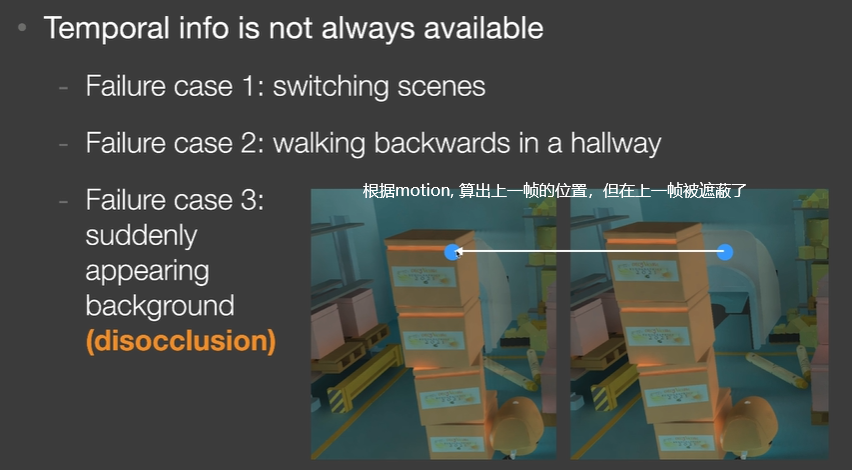 Temporal info is not always available
- Failure case 1: switching scenes
- Failure case 2: walking backwards in a hallway
根据motion, 算出上一帧的位置，但在上一帧被遮蔽了
- Failure case 3:
suddenly
appearing
background
(disocclusion)